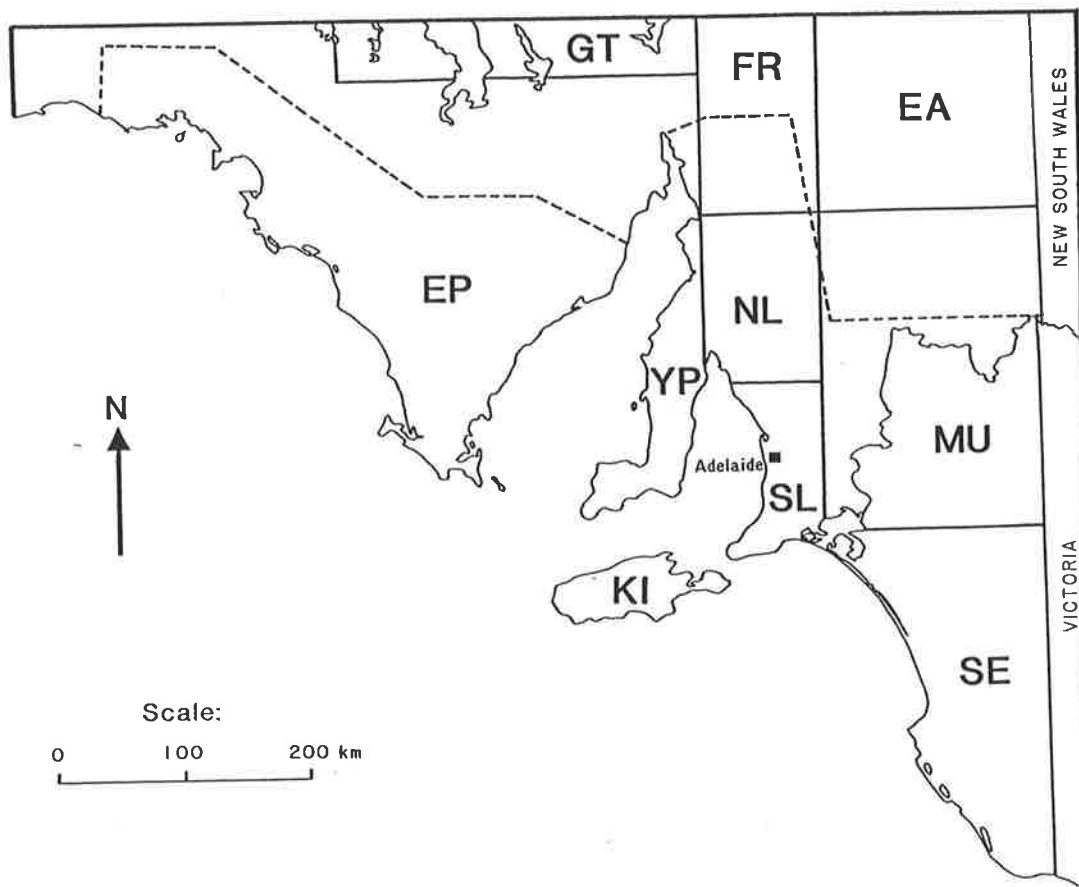 GT
FR
EA
NEW SOUTH WALES
EP
NL
YP
N
MU
Adelaide
SL
KI
VICTORIA
SE
Scale:
0 100 200 km